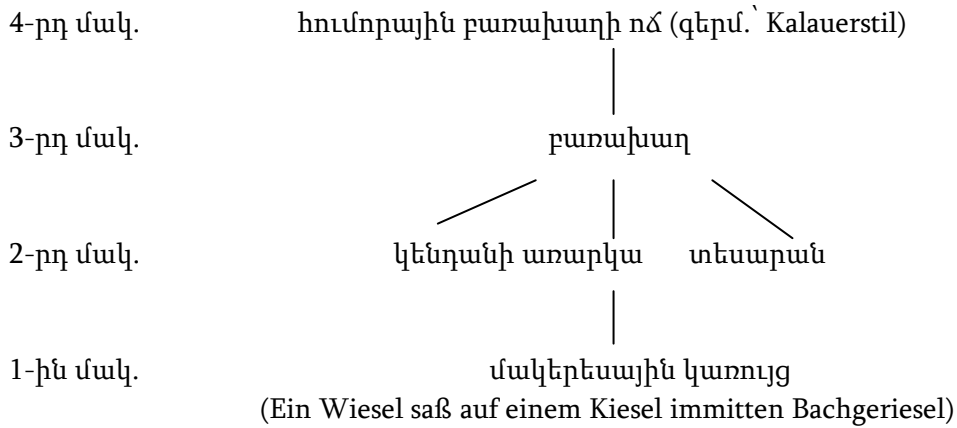 4-րդ մակ. հումորային բառախաղի ոճ (գերմ.՝ Kalauerstil)
3-րդ մակ. բառախաղ
2-րդ մակ. կենդանի առարկա տեսարան
1-ին մակ. մակերեսային կառույց
(Ein Wiesel saß auf einem Kiesel immitten Bachgeriesel)